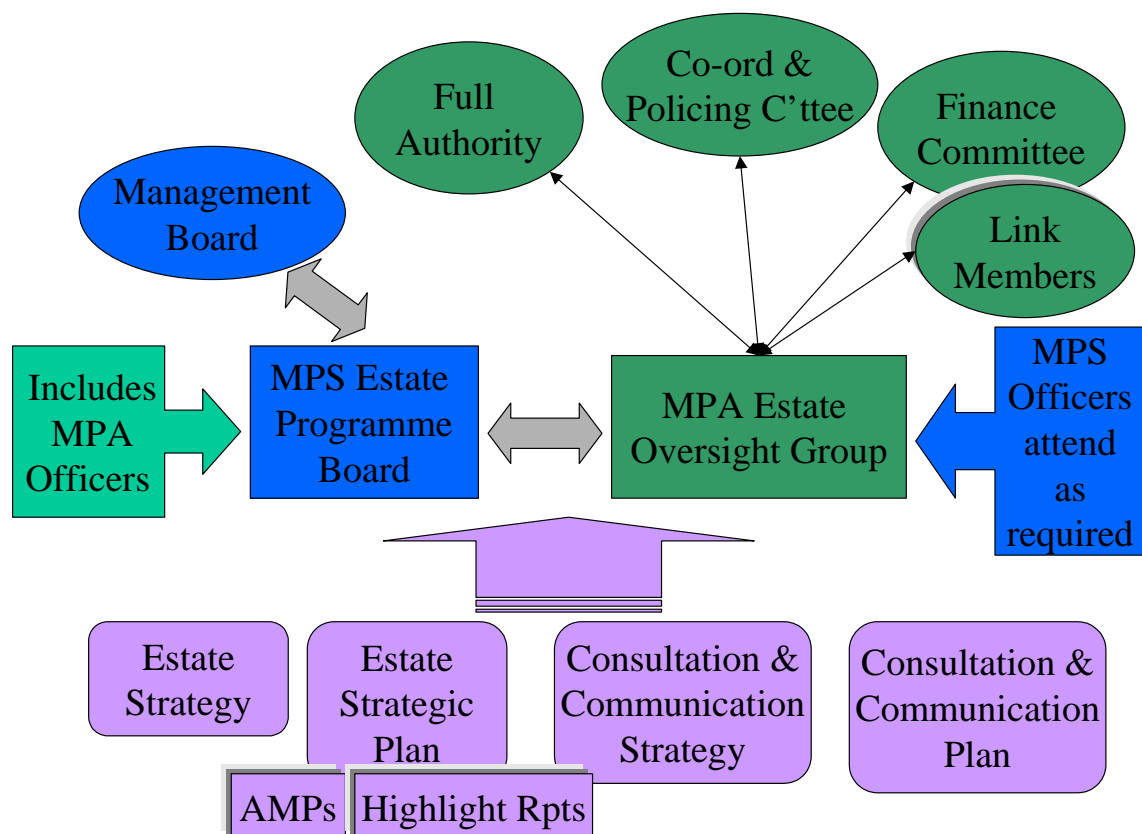 Full
Authority
Co-ord &
Policing C’ttee
Finance
Committee
Link
Members
Management
Board
Includes
MPA
Officers
MPS Estate
Programme
Board
MPA Estate
Oversight Group
MPS
Officers
attend
as
required
Estate
Strategy
Estate
Strategic
Plan
Consultation &
Communication
Strategy
Consultation &
Communication
Plan
AMPs
Highlight Rpts